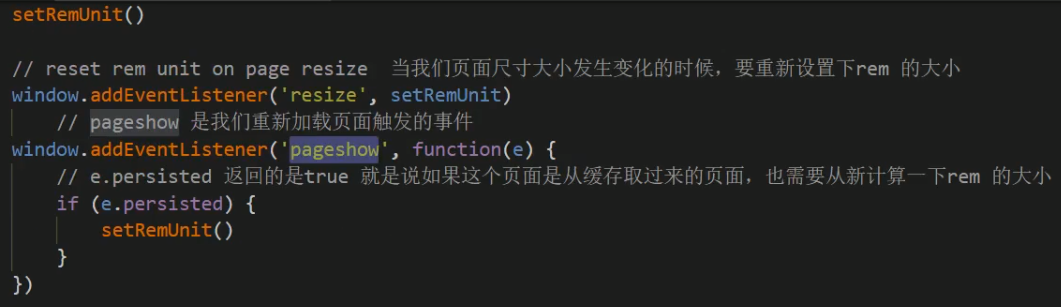 setRemUnit()
// reset rem unit on page resize 当我们页面尺寸大小发生变化的时候，要重新设置下rem 的大小
window.addEventListener('resize', setRemUnit)
// pageshow 是我们重新加载页面触发的事件
window.addEventListener('pageshow', function(e) {
// e.persisted 返回的是true 就是说如果这个页面是从缓存取过来的页面，也需要从新计算一下rem 的大小
if (e.persisted) {
setRemUnit()
}
})